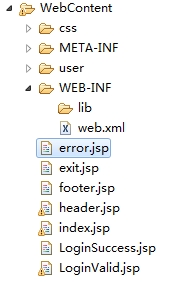 WebContent
css
META-INF
user
WEB-INF
lib
web.xml
error.jsp
exit.jsp
footer.jsp
header.jsp
index.jsp
LoginSuccess.jsp
LoginValid.jsp